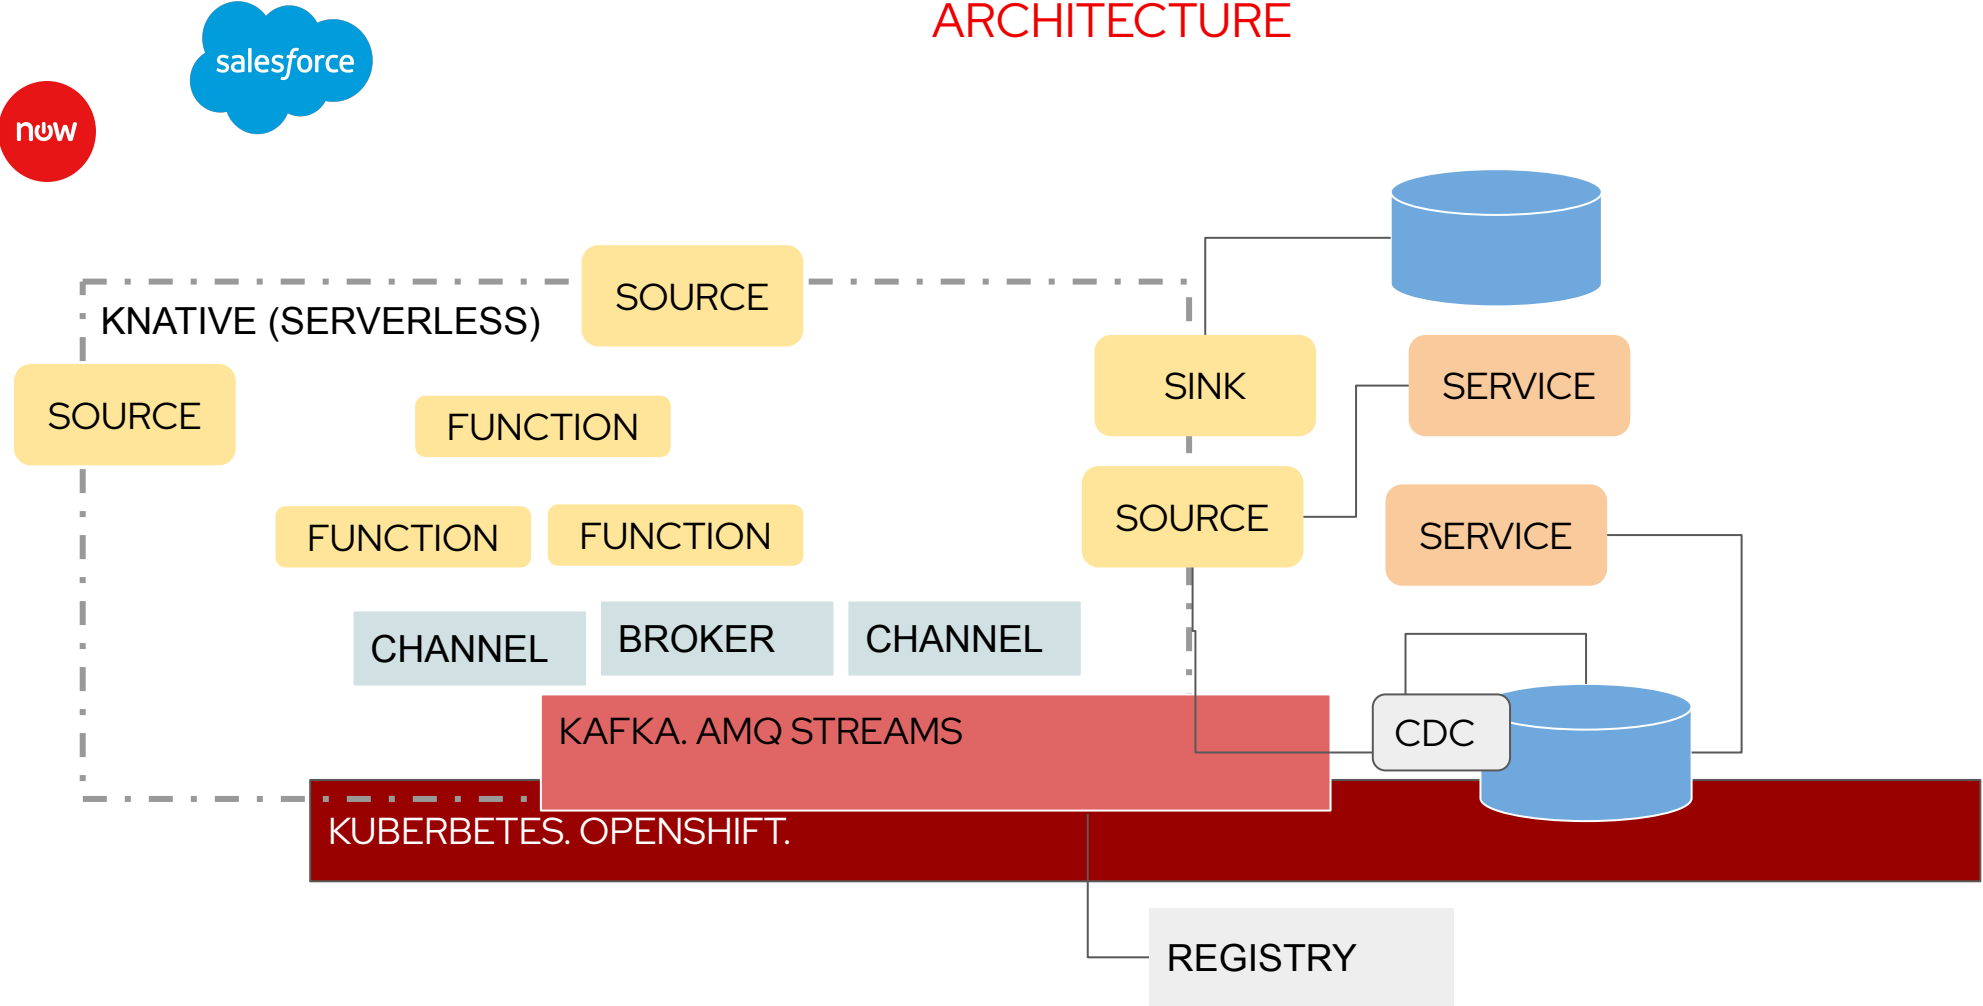 ARCHITECTURE
salesforce
now
KNATIVE (SERVERLESS)
SOURCE
SOURCE
SINK
SERVICE
FUNCTION
SOURCE
SERVICE
FUNCTION
FUNCTION
CHANNEL
BROKER
CHANNEL
KAFKA. AMQ STREAMS
CDC
KUBERBETES. OPENSHIFT.
REGISTRY